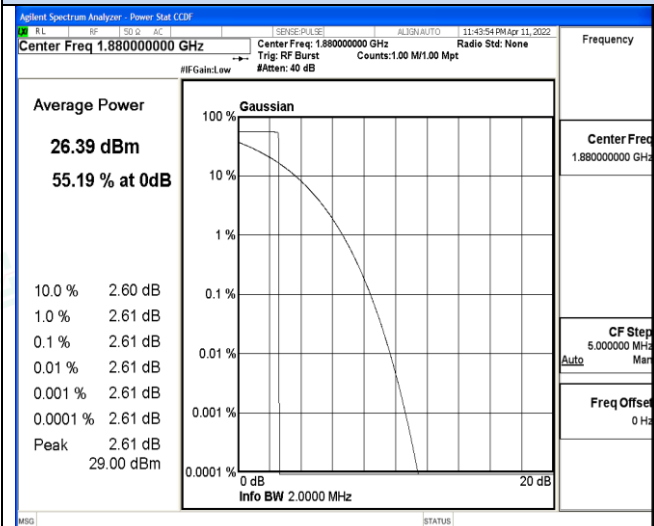 Agilent Spectrum Analyzer - Power Stat CCDF
LXI RL RF 50 Ω AC SENSE:PULSE ALIGN AUTO 11:43:54 PM Apr 11, 2022
Center Freq 1.880000000 GHz
Center Freq: 1.880000000 GHz Radio Std: None
Trig: RF Burst Counts:1.00 M/1.00 Mpt
#IFGain:Low #Atten: 40 dB
Frequency
Average Power
26.39 dBm
55.19 % at 0dB
10.0 % 2.60 dB
1.0 % 2.61 dB
0.1 % 2.61 dB
0.01 % 2.61 dB
0.001 % 2.61 dB
0.0001 % 2.61 dB
Peak 2.61 dB
29.00 dBm
Gaussian
100 %
10 %
1 %
0.1 %
0.01 %
0.001 %
0.0001 %
0 dB 20 dB
Info BW 2.0000 MHz
Center Freq
1.880000000 GHz
CF Step
5.000000 MHz
Auto Man
Freq Offset
0 Hz
MSG STATUS